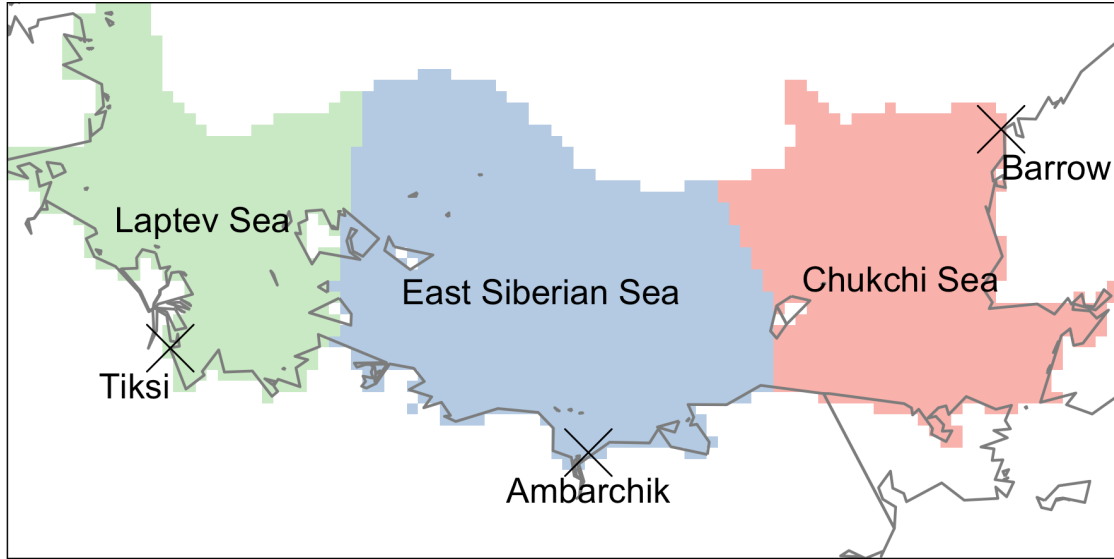 Barrow
Laptev Sea
East Siberian Sea
Chukchi Sea
Tiksi
Ambarchik